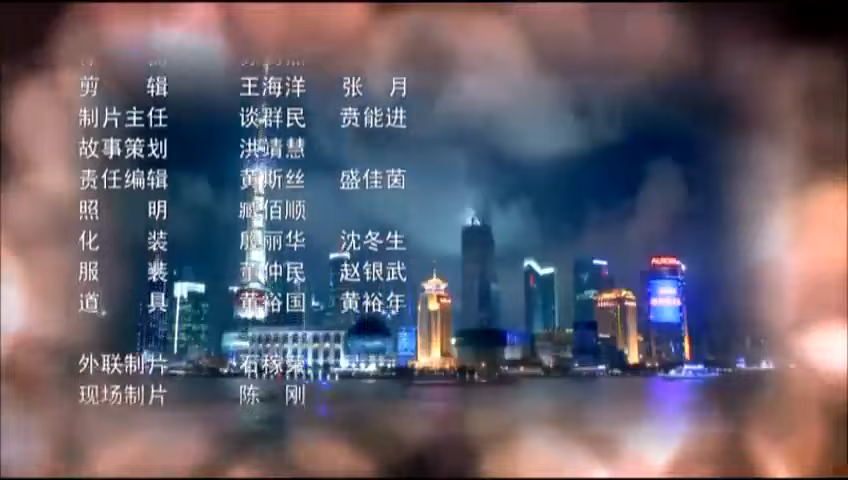 剪辑 王海洋 张月
制片主任 谈群民 贲能进
故事策划 洪靖慧
责任编辑 黄斯丝 盛佳茵
照明 臧佰顺
化装 殷丽华 沈冬生
服装 仲民 赵银武
道具 黄裕国 黄裕年
外联制片 石稼荣
现场制片 陈刚